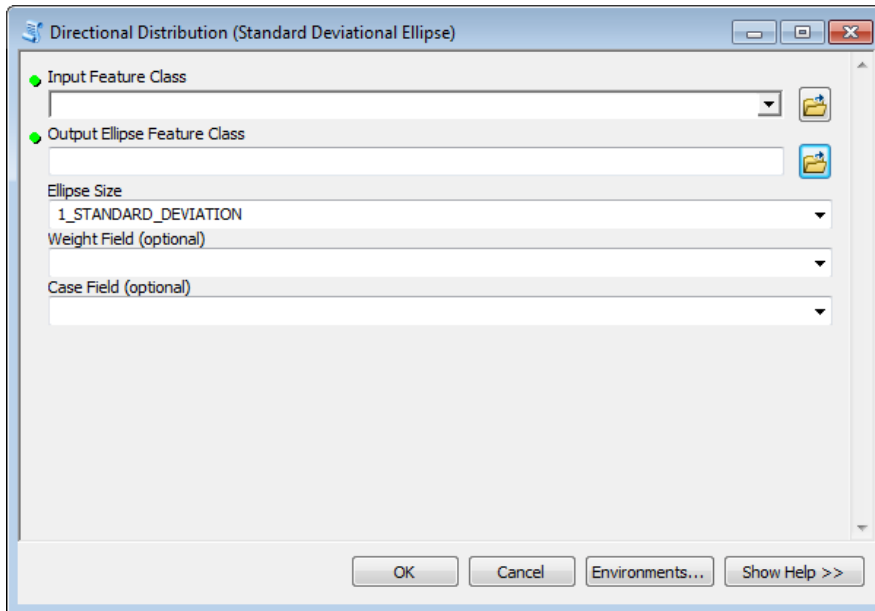 Directional Distribution (Standard Deviational Ellipse)
Input Feature Class
Output Ellipse Feature Class
Ellipse Size
1_STANDARD_DEVIATION
Weight Field (optional)
Case Field (optional)
OK Cancel Environments... Show Help >>